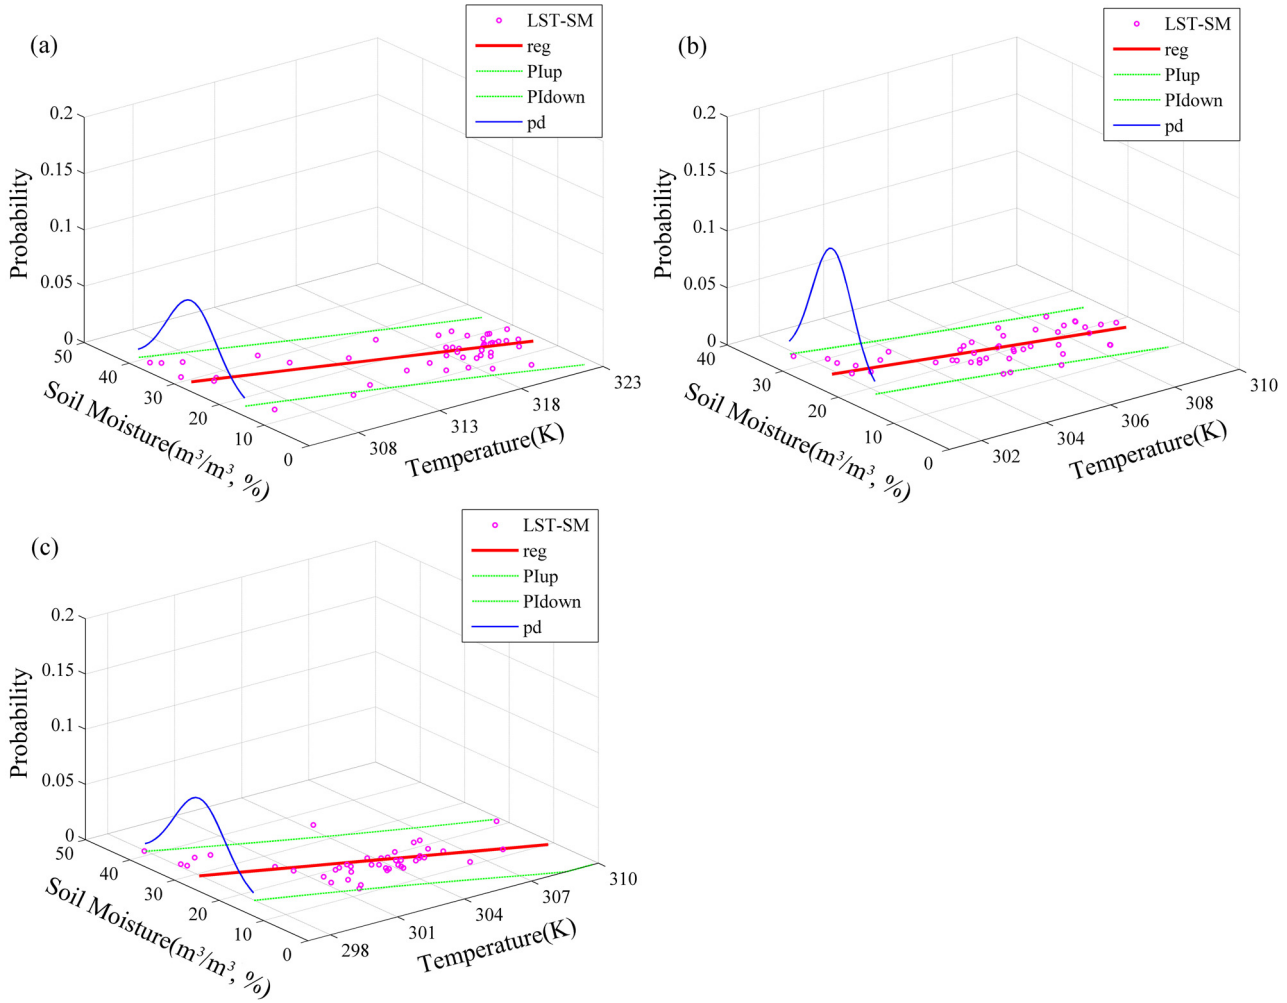 (a)
LST-SM
reg
PIup
PIdown
pd
0.2
0.15
0.1
0.05
0
Probability
50
40
30
20
10
0
Soil Moisture(m³/m³, %)
308
313
318
323
Temperature(K)
(b)
LST-SM
reg
PIup
PIdown
pd
0.2
0.15
0.1
0.05
0
Probability
40
30
20
10
0
Soil Moisture(m³/m³, %)
302
304
306
308
310
Temperature(K)
(c)
LST-SM
reg
PIup
PIdown
pd
0.2
0.15
0.1
0.05
0
Probability
50
40
30
20
10
0
Soil Moisture(m³/m³, %)
298
301
304
307
310
Temperature(K)